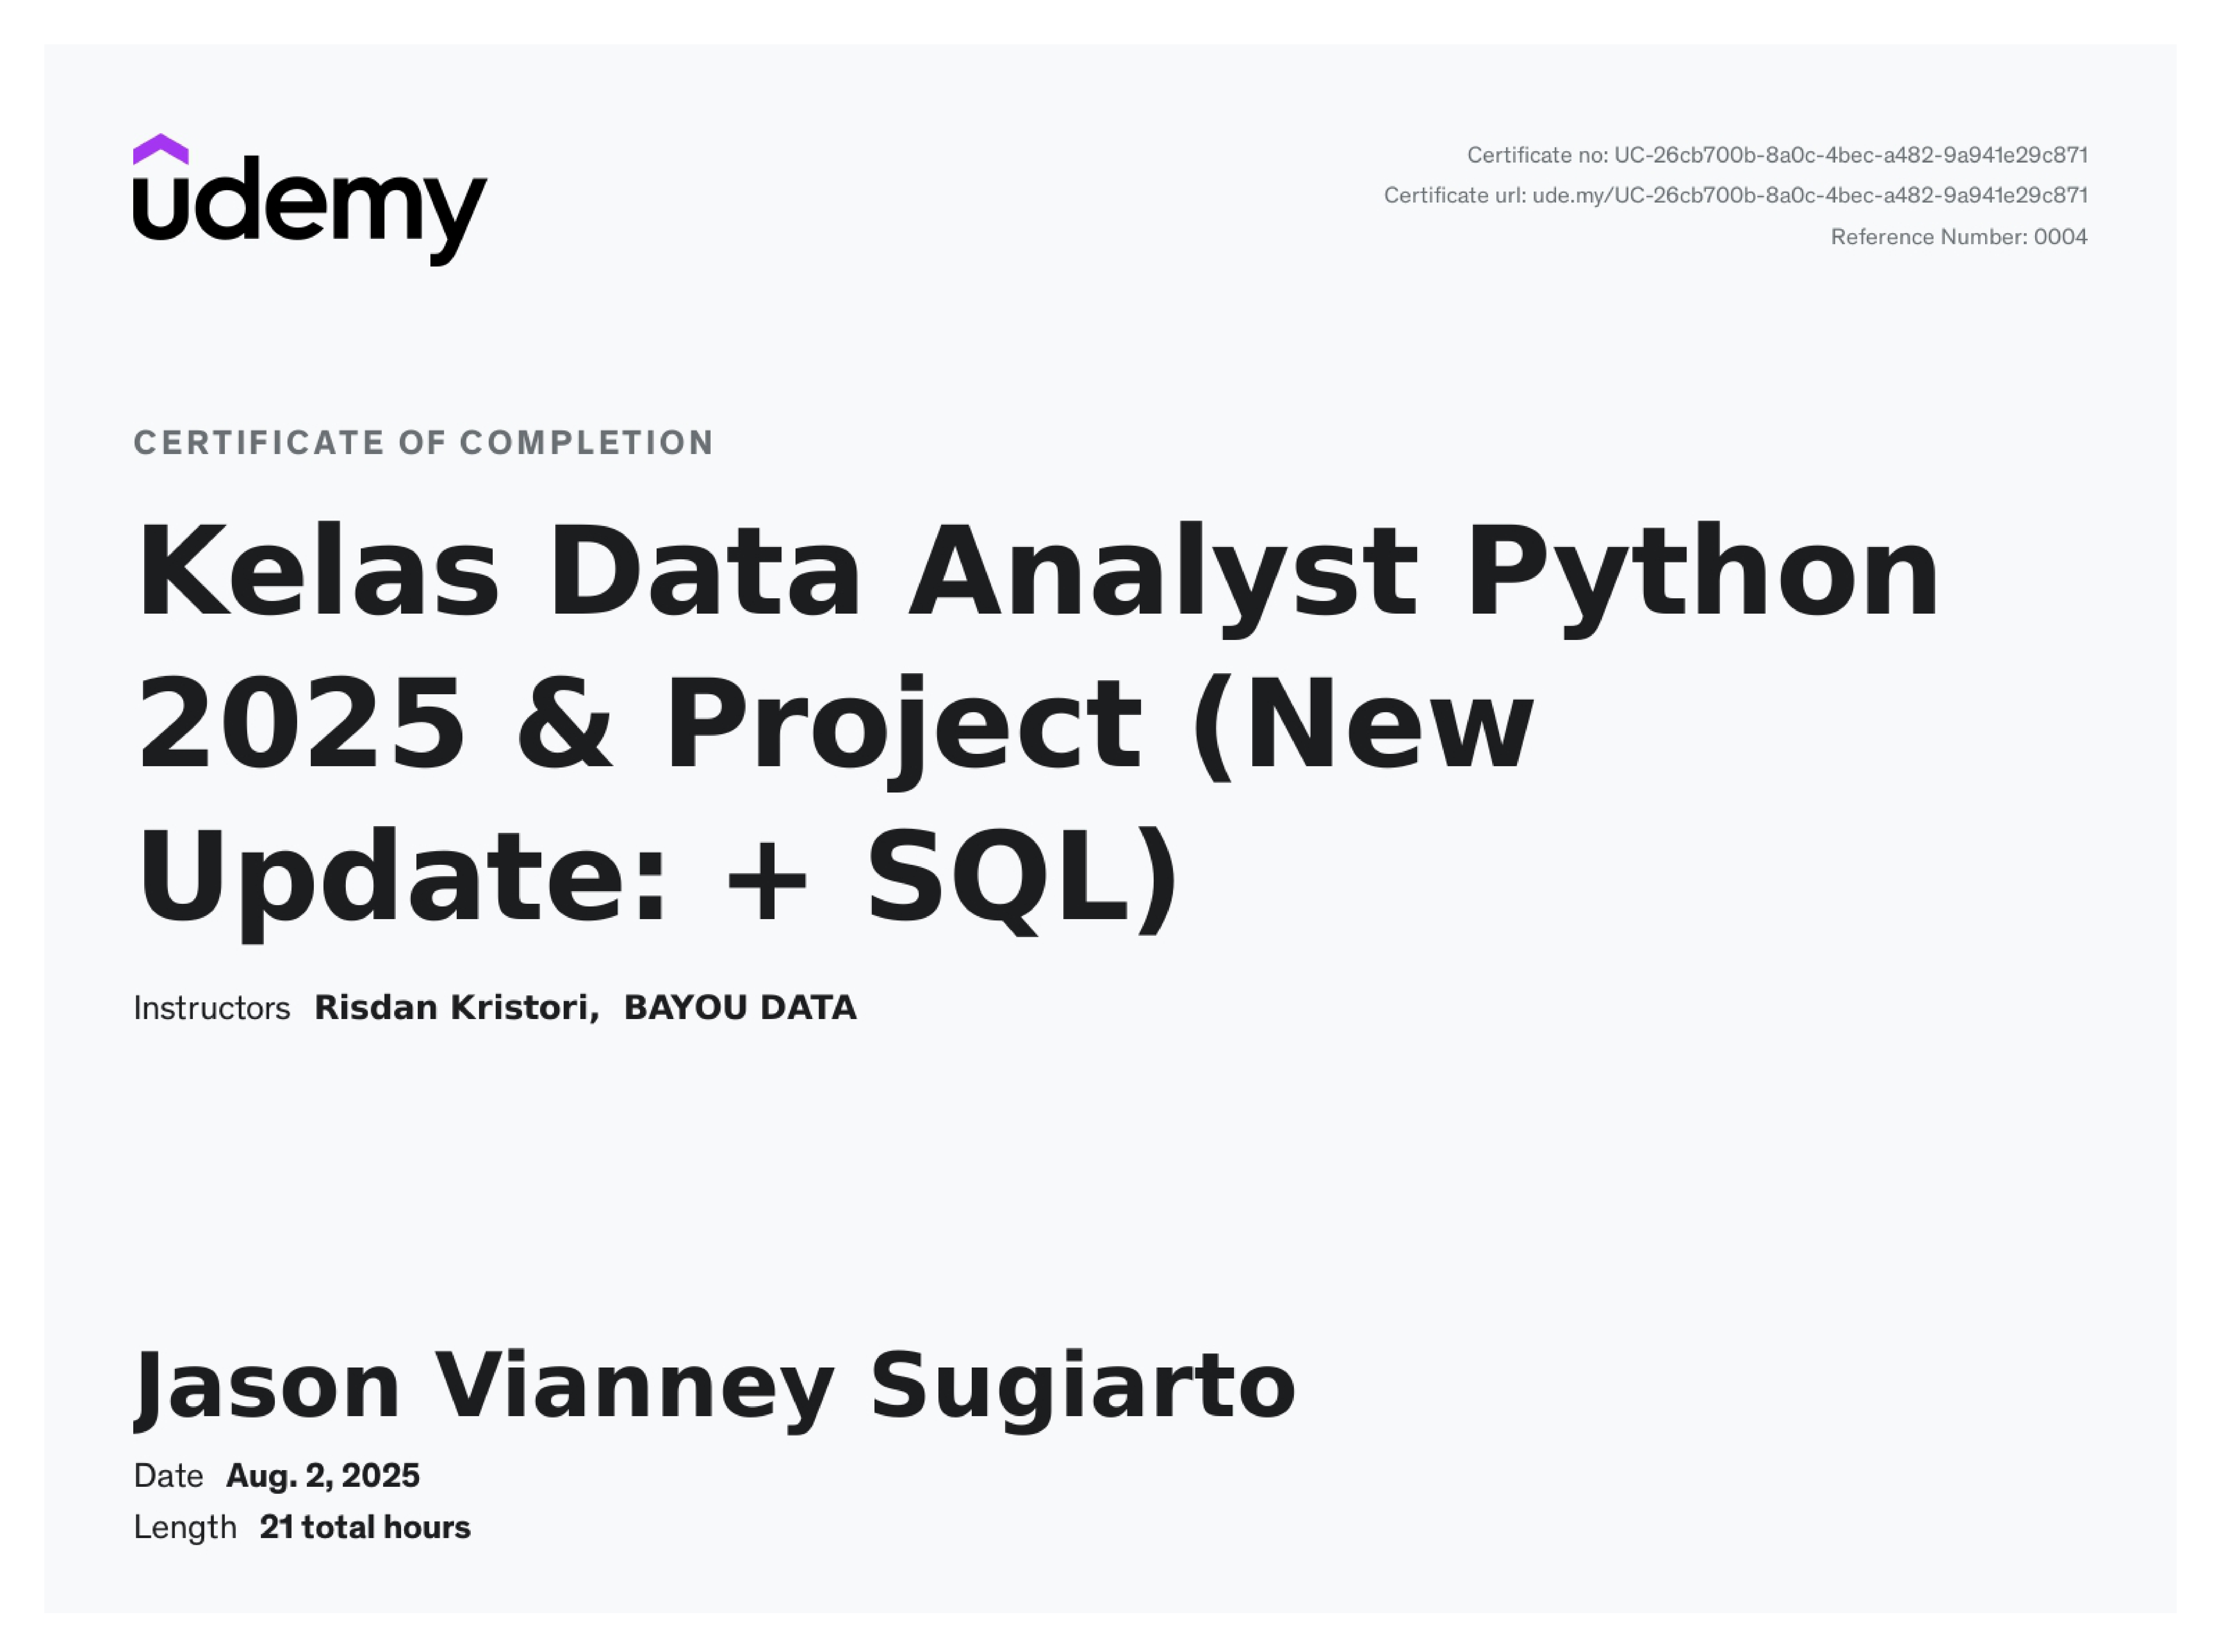 udemy
Certificate no: UC-26cb700b-8a0c-4bec-a482-9a941e29c871
Certificate url: ude.my/UC-26cb700b-8a0c-4bec-a482-9a941e29c871
Reference Number: 0004
CERTIFICATE OF COMPLETION
Kelas Data Analyst Python
2025 & Project (New
Update: + SQL)
Instructors Risdan Kristori, BAYOU DATA
Jason Vianney Sugiarto
Date Aug. 2, 2025
Length 21 total hours